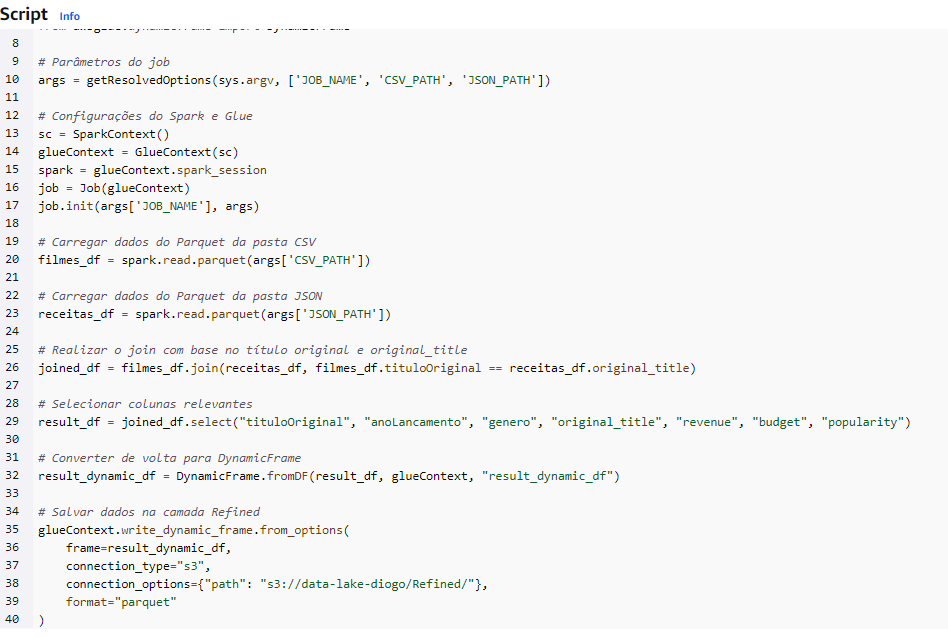 Script Info
8
9 # Parâmetros do job
10 args = getResolvedOptions(sys.argv, ['JOB_NAME', 'CSV_PATH', 'JSON_PATH'])
11
12 # Configurações do Spark e Glue
13 sc = SparkContext()
14 glueContext = GlueContext(sc)
15 spark = glueContext.spark_session
16 job = Job(glueContext)
17 job.init(args['JOB_NAME'], args)
18
19 # Carregar dados do Parquet da pasta CSV
20 filmes_df = spark.read.parquet(args['CSV_PATH'])
21
22 # Carregar dados do Parquet da pasta JSON
23 receitas_df = spark.read.parquet(args['JSON_PATH'])
24
25 # Realizar o join com base no título original e original_title
26 joined_df = filmes_df.join(receitas_df, filmes_df.tituloOriginal == receitas_df.original_title)
27
28 # Selecionar colunas relevantes
29 result_df = joined_df.select("tituloOriginal", "anoLancamento", "genero", "original_title", "revenue", "budget", "popularity")
30
31 # Converter de volta para DynamicFrame
32 result_dynamic_df = DynamicFrame.fromDF(result_df, glueContext, "result_dynamic_df")
33
34 # Salvar dados na camada Refined
35 glueContext.write_dynamic_frame.from_options(
36 frame=result_dynamic_df,
37 connection_type="s3",
38 connection_options={"path": "s3://data-lake-diogo/Refined/"},
39 format="parquet"
40 )